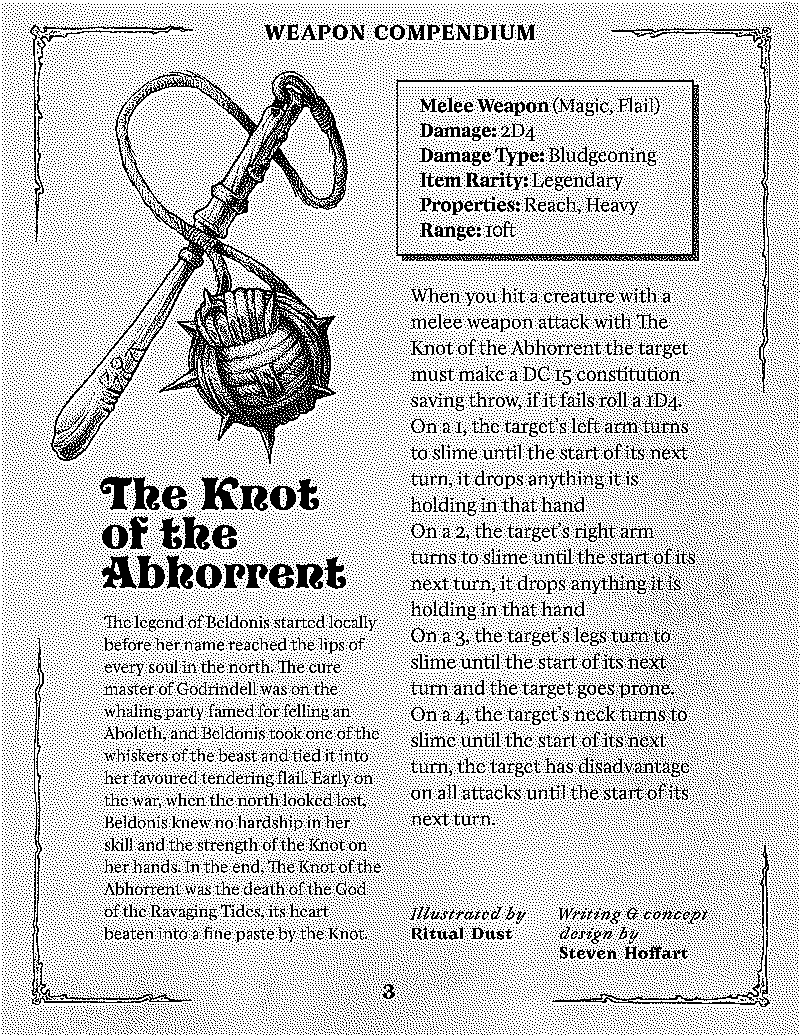 WEAPON COMPENDIUM
Melee Weapon (Magic, Flail)
Damage: 2D4
Damage Type: Bludgeoning
Item Rarity: Legendary
Properties: Reach, Heavy
Range: 10ft
The Knot
of the
Abhorrent
The legend of Beldonis started locally
before her name reached the lips of
every soul in the north. The cure
master of Godrindell was on the
whaling party famed for felling an
Aboleth, and Beldonis took one of the
whiskers of the beast and tied it into
her favoured tendering flail. Early on
the war, when the north looked lost,
Beldonis knew no hardship in her
skill and the strength of the Knot on
her hands. In the end, The Knot of the
Abhorrent was the death of the God
of the Ravaging Tides, its heart
beaten into a fine paste by the Knot.
When you hit a creature with a
melee weapon attack with The
Knot of the Abhorrent the target
must make a DC 15 constitution
saving throw, if it fails roll a 1D4.
On a 1, the target's left arm turns
to slime until the start of its next
turn, it drops anything it is
holding in that hand
On a 2, the target's right arm
turns to slime until the start of its
next turn, it drops anything it is
holding in that hand
On a 3, the target's legs turn to
slime until the start of its next
turn and the target goes prone.
On a 4, the target's neck turns to
slime until the start of its next
turn, the target has disadvantage
on all attacks until the start of its
next turn.
Illustrated by
Ritual Dust
Writing & concept
design by
Steven Hoffart
3